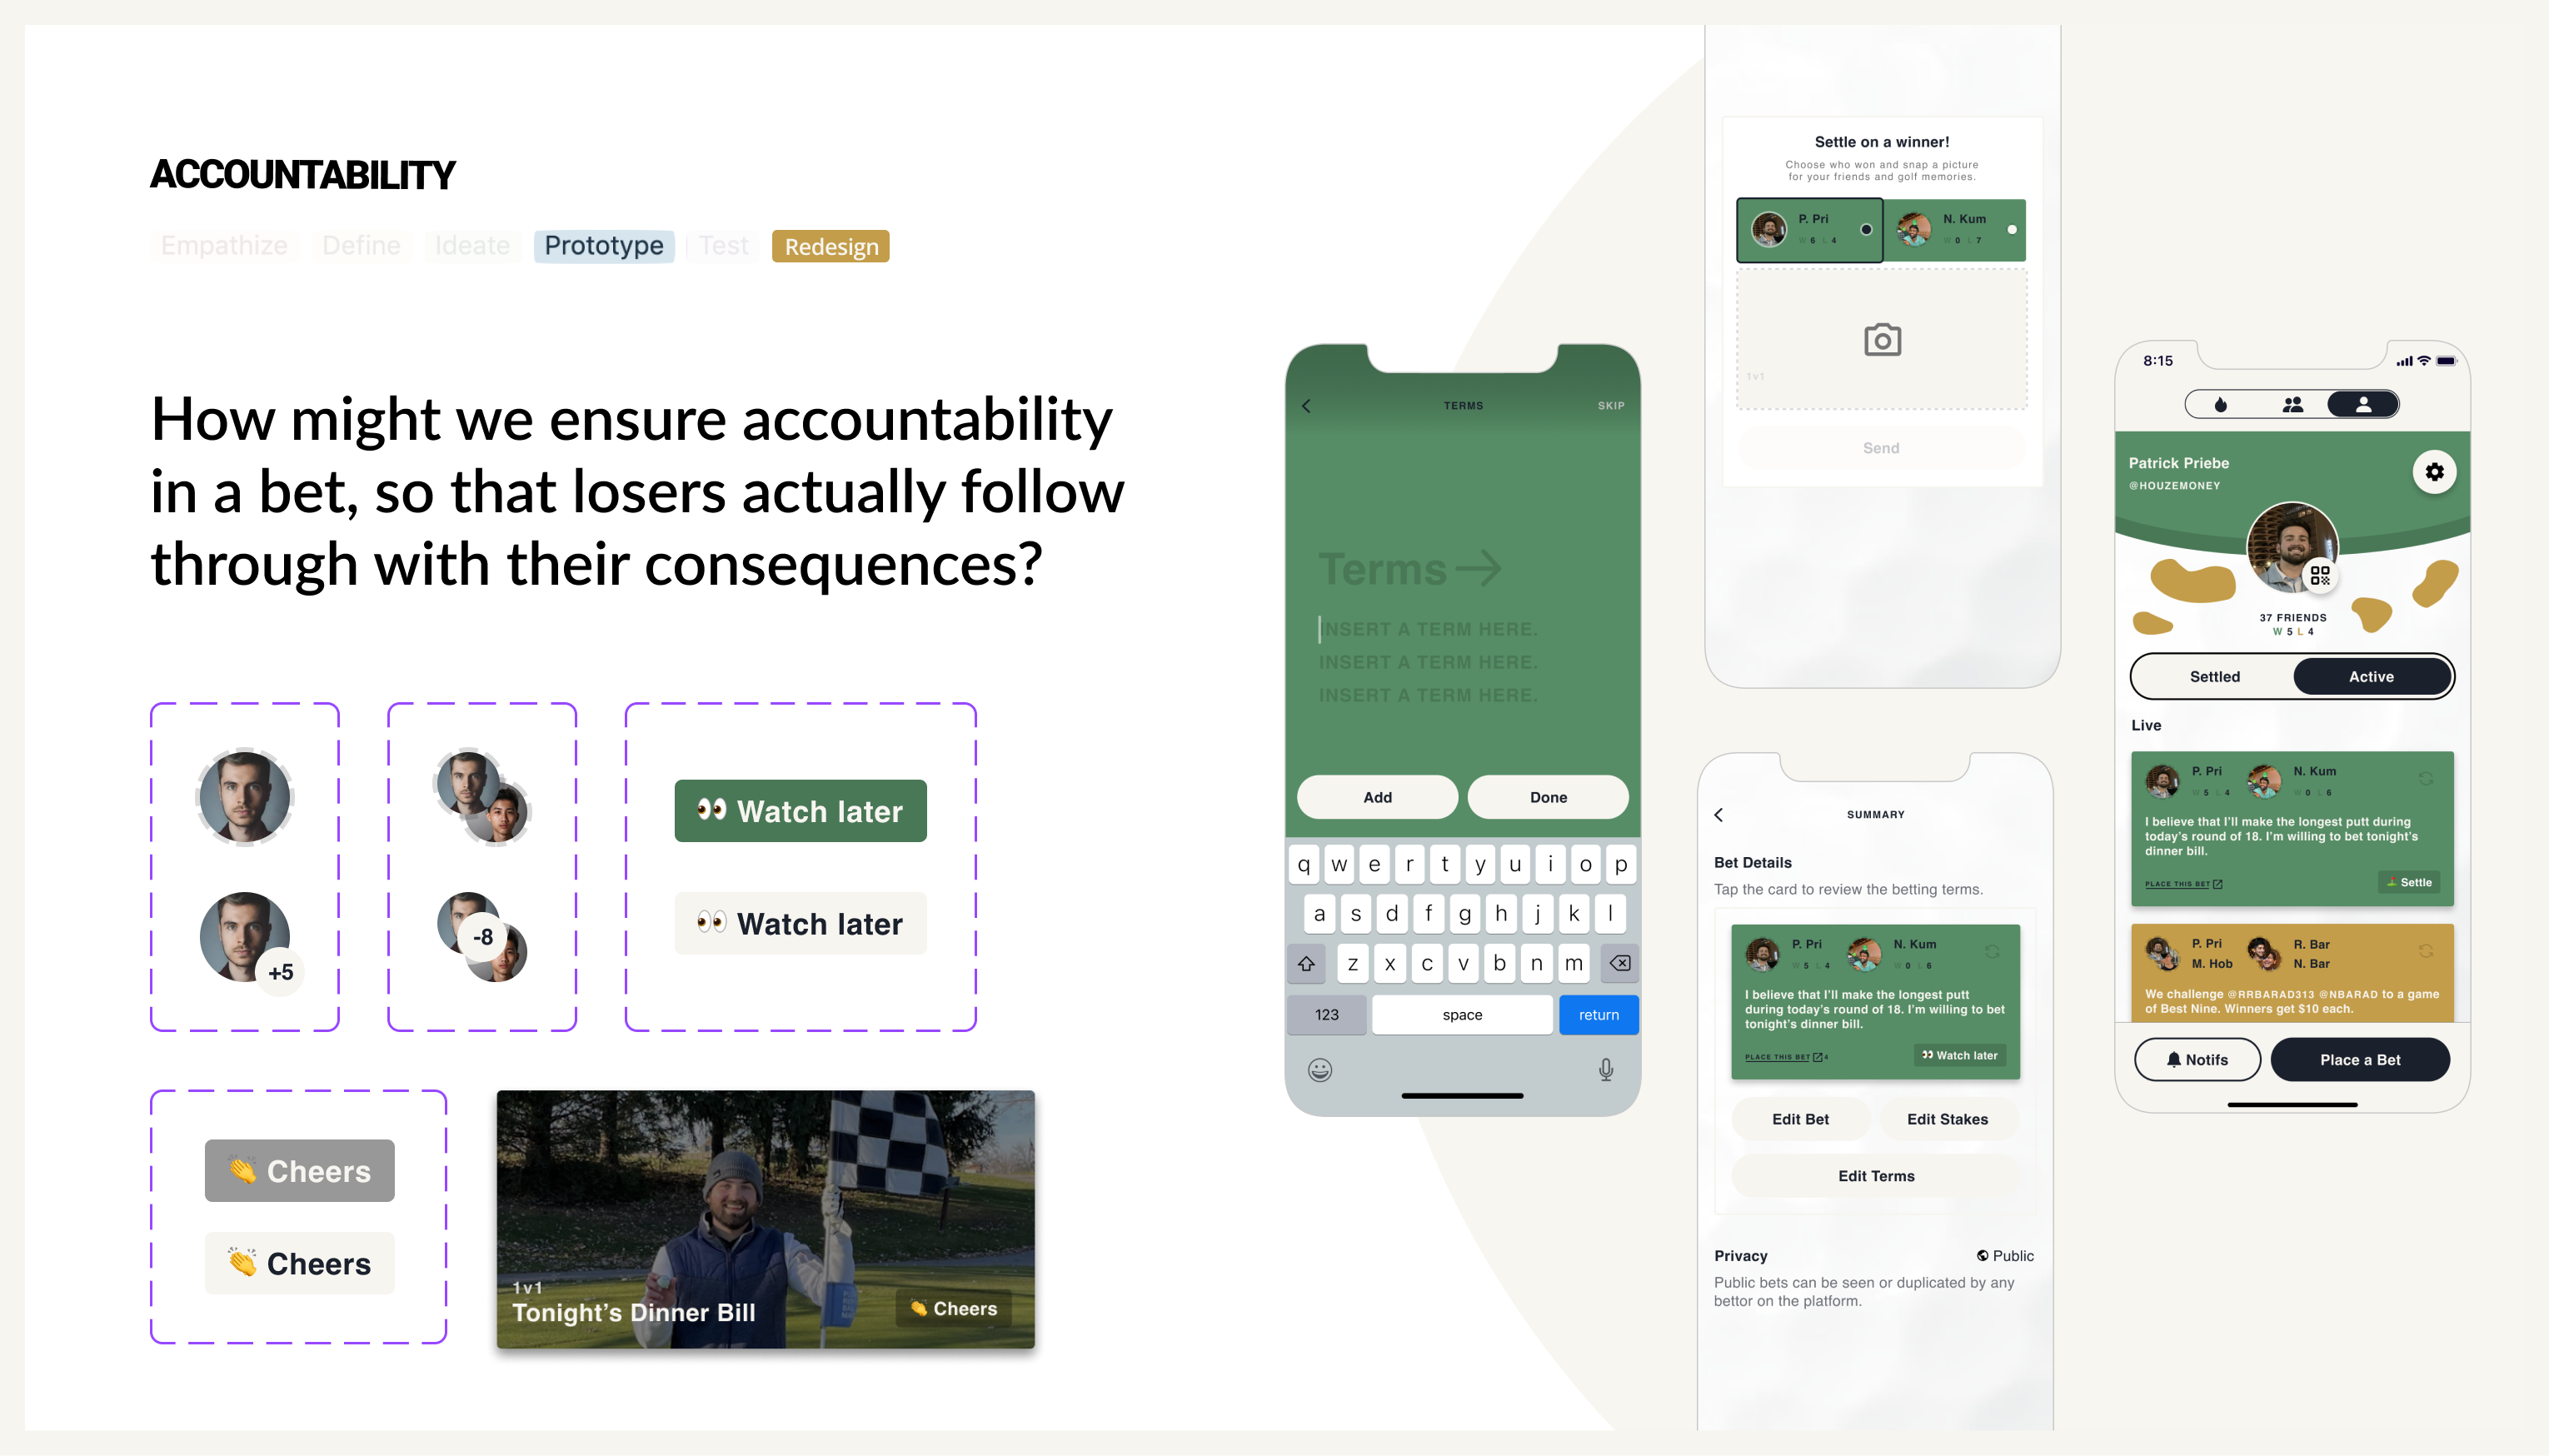 ACCOUNTABILITY
Empathize Define Ideate Prototype Test Redesign
How might we ensure accountability
in a bet, so that losers actually follow
through with their consequences?
+5
-8
👀 Watch later
👀 Watch later
👏 Cheers
👏 Cheers
1v1
Tonight’s Dinner Bill
👏 Cheers
TERMS
SKIP
Terms →
INSERT A TERM HERE.
INSERT A TERM HERE.
INSERT A TERM HERE.
Add
Done
q w e r t y u i o p
a s d f g h j k l
z x c v b n m
123
space
return
Settle on a winner!
Choose who won and snap a picture
for your friends and golf memories.
P. Pri
W 6 L 4
N. Kum
W 0 L 7
1v1
Send
SUMMARY
Bet Details
Tap the card to review the betting terms.
P. Pri
W 5 L 4
N. Kum
W 0 L 6
I believe that I’ll make the longest putt
during today’s round of 18. I’m willing to bet
tonight’s dinner bill.
PLACE THIS BET 4
👀 Watch later
Edit Bet
Edit Stakes
Edit Terms
Privacy
Public
Public bets can be seen or duplicated by any
bettor on the platform.
8:15
Patrick Priebe
@HOUZEMONEY
37 FRIENDS
W 5 L 4
Settled
Active
Live
P. Pri
W 5 L 4
N. Kum
W 0 L 6
I believe that I’ll make the longest putt during
today’s round of 18. I’m willing to bet tonight’s
dinner bill.
PLACE THIS BET
⛳ Settle
P. Pri
M. Hob
R. Bar
N. Bar
We challenge @RRBARAD313 @NBARAD to a game
of Best Nine. Winners get $10 each.
Notifs
Place a Bet